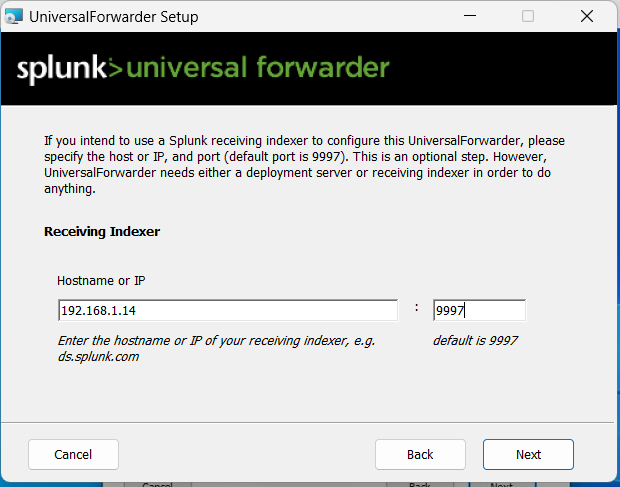 UniversalForwarder Setup
splunk> universal forwarder
If you intend to use a Splunk receiving indexer to configure this UniversalForwarder, please
specify the host or IP, and port (default port is 9997). This is an optional step. However,
UniversalForwarder needs either a deployment server or receiving indexer in order to do
anything.
Receiving Indexer
Hostname or IP
192.168.1.14 : 9997
Enter the hostname or IP of your receiving indexer, e.g. default is 9997
ds.splunk.com
Cancel Back Next
Cancel Back Next